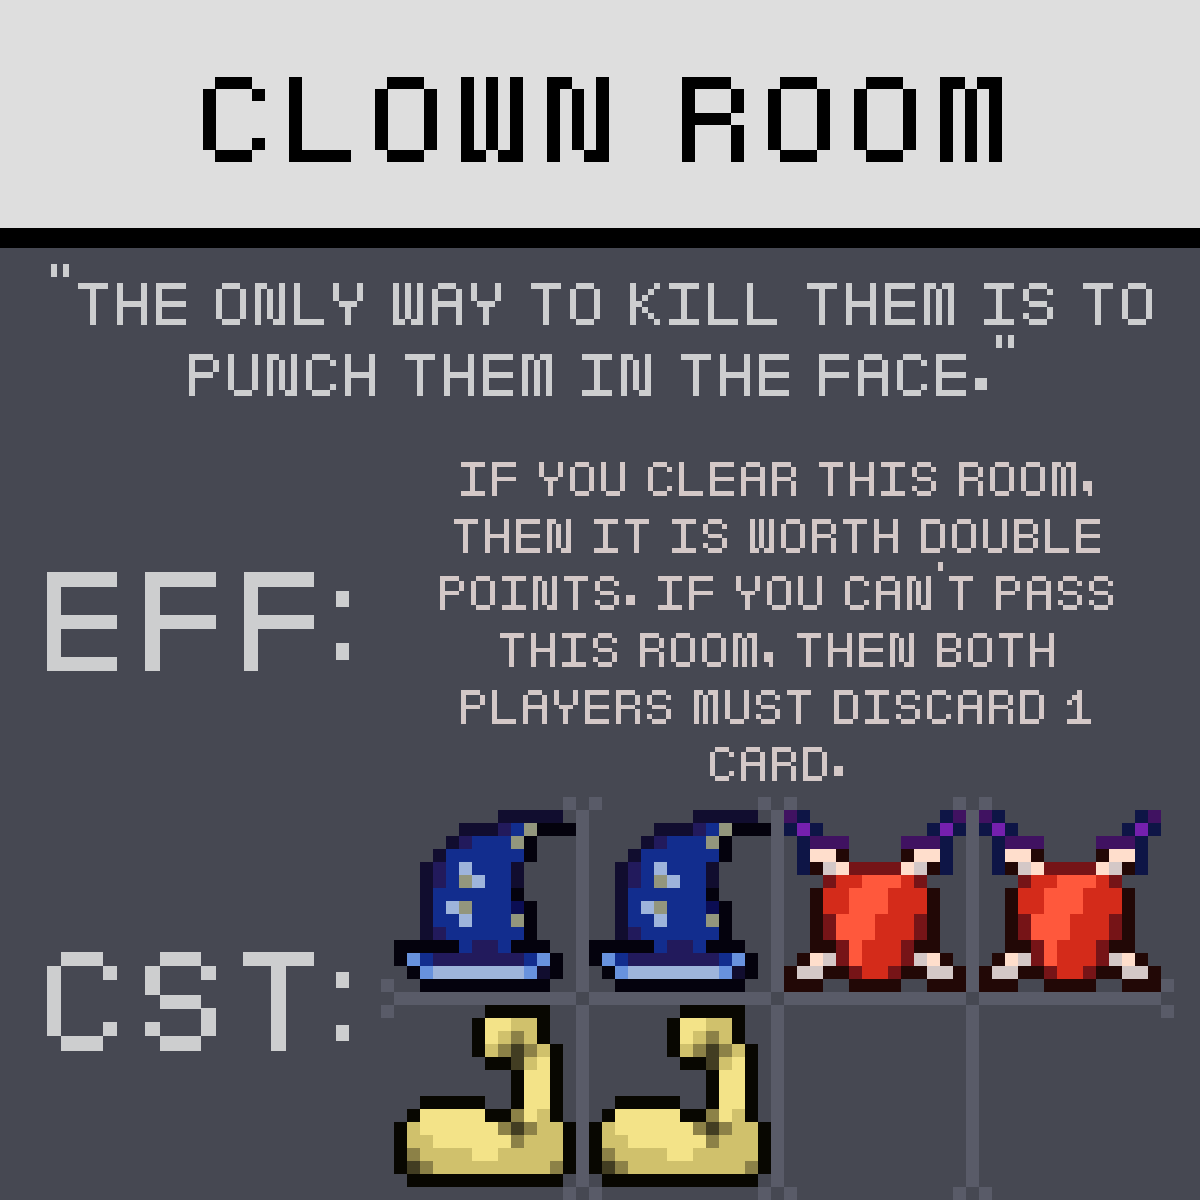 CLOWN ROOM
"THE ONLY WAY TO KILL THEM IS TO
PUNCH THEM IN THE FACE."
IF YOU CLEAR THIS ROOM,
THEN IT IS WORTH DOUBLE
POINTS. IF YOU CAN'T PASS
THIS ROOM, THEN BOTH
PLAYERS MUST DISCARD 1
CARD.
EFF:
CST: